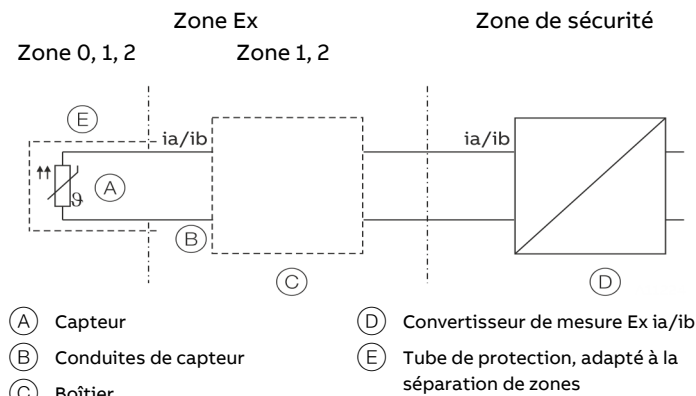 Zone Ex
Zone de sécurité
Zone 0, 1, 2
Zone 1, 2
E
ia/ib
ia/ib
A
ϑ
B
C
D
A Capteur
B Conduites de capteur
C Boîtier
D Convertisseur de mesure Ex ia/ib
E Tube de protection, adapté à la
séparation de zones